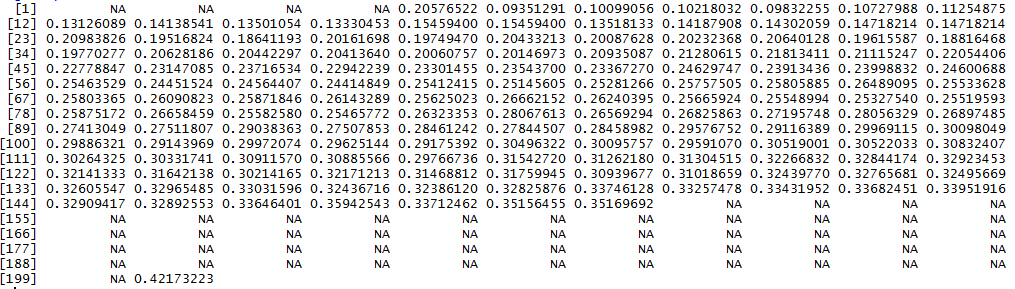 [1] NA NA NA NA 0.20576522 0.09351291 0.10099056 0.10218032 0.09832255 0.10727988 0.11254875
[12] 0.13126089 0.14138541 0.13501054 0.13330453 0.15459400 0.15459400 0.13518133 0.14187908 0.14302059 0.14718214 0.14718214
[23] 0.20983826 0.19516824 0.18641193 0.20161698 0.19749470 0.20433213 0.20087628 0.20232368 0.20640128 0.19615587 0.18816468
[34] 0.19770277 0.20628186 0.20442297 0.20413640 0.20060757 0.20146973 0.20935087 0.21280615 0.21813411 0.21115247 0.22054406
[45] 0.22778847 0.23147085 0.23716534 0.22942239 0.23301455 0.23543700 0.23367270 0.24629747 0.23913436 0.23998832 0.24600688
[56] 0.25463529 0.24451524 0.24564407 0.24414849 0.25412415 0.25145605 0.25281266 0.25757505 0.25805885 0.26489095 0.25533628
[67] 0.25803365 0.26090823 0.25871846 0.26143289 0.25625023 0.26662152 0.26240395 0.25665924 0.25548994 0.25327540 0.25519593
[78] 0.25875172 0.26658459 0.25582580 0.25465772 0.26323353 0.28067613 0.26569294 0.26825863 0.27195748 0.28056329 0.26897485
[89] 0.27413049 0.27511807 0.29038363 0.27507853 0.28461242 0.27844507 0.28458982 0.29576752 0.29116389 0.29969115 0.30098049
[100] 0.29886321 0.29143969 0.29972074 0.29625144 0.29175392 0.30496322 0.30095757 0.29591070 0.30519001 0.30522033 0.30832407
[111] 0.30264325 0.30331741 0.30911570 0.30885566 0.29766736 0.31542720 0.31262180 0.31304515 0.32266832 0.32844174 0.32923453
[122] 0.32141333 0.31642138 0.30214165 0.32171213 0.31468812 0.31759945 0.30939677 0.31018659 0.32439770 0.32765681 0.32495669
[133] 0.32605547 0.32965485 0.33031596 0.32436716 0.32386120 0.32825876 0.33746128 0.33257478 0.33431952 0.33682451 0.33951916
[144] 0.32909417 0.32892553 0.33646401 0.35942543 0.33712462 0.35156455 0.35169692 NA NA NA NA
[155] NA NA NA NA NA NA NA NA NA NA NA
[166] NA NA NA NA NA NA NA NA NA NA NA
[177] NA NA NA NA NA NA NA NA NA NA NA
[188] NA NA NA NA NA NA NA NA NA NA NA
[199] NA 0.42173223